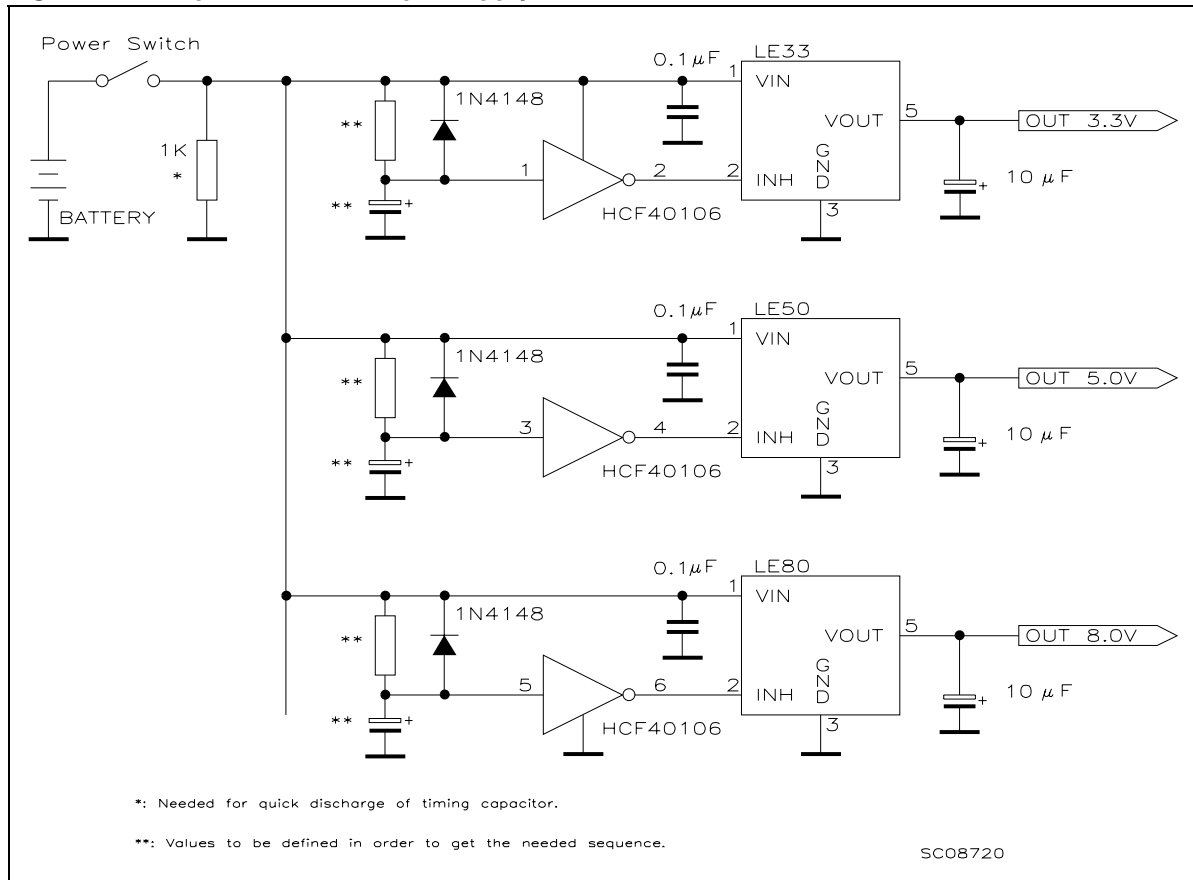 Power Switch
BATTERY
1K
*
**
**
1N4148
1
2
HCF40106
0.1µF
LE33
1
VIN
2
INH
VOUT
GND
3
5
10 µF
+
+
OUT 3.3V
**
**
1N4148
3
4
HCF40106
0.1µF
LE50
1
VIN
2
INH
VOUT
GND
3
5
10 µF
+
+
OUT 5.0V
**
**
1N4148
5
6
HCF40106
0.1µF
LE80
1
VIN
2
INH
VOUT
GND
3
5
10 µF
+
+
OUT 8.0V
*: Needed for quick discharge of timing capacitor.
**: Values to be defined in order to get the needed sequence.
SC08720